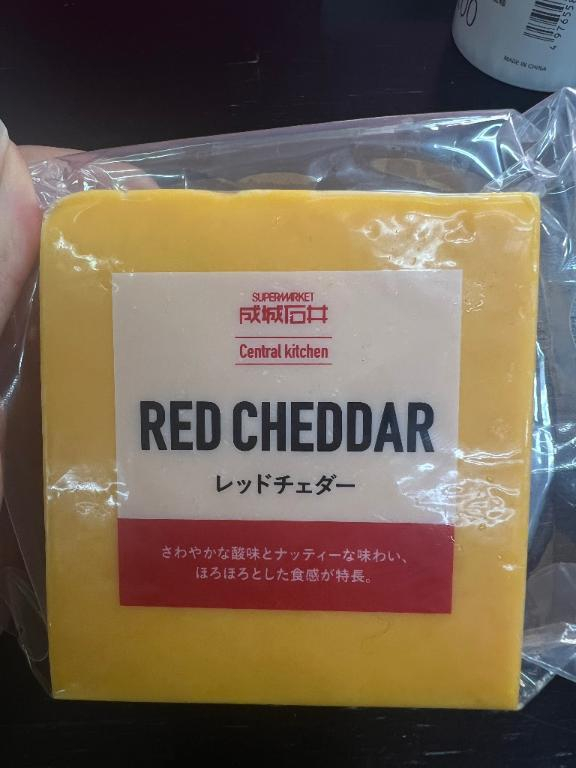 MADE IN CHINA
SUPERMARKET
成城石井
Central kitchen
RED CHEDDAR
レッドチェダー
さわやかな酸味とナッティーな味わい、
ほろほろとした食感が特長。